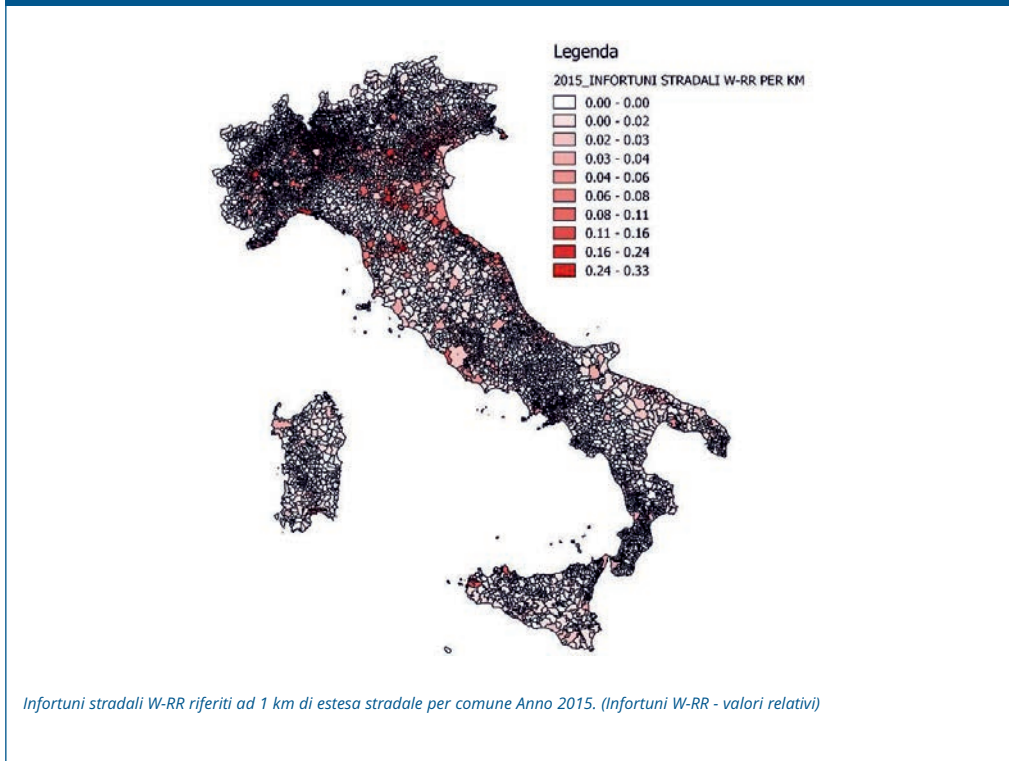 Legenda
2015_INFORTUNI STRADALI W-RR PER KM
0.00 - 0.00
0.00 - 0.02
0.02 - 0.03
0.03 - 0.04
0.04 - 0.06
0.06 - 0.08
0.08 - 0.11
0.11 - 0.16
0.16 - 0.24
0.24 - 0.33
Infortuni stradali W-RR riferiti ad 1 km di estesa stradale per comune Anno 2015. (Infortuni W-RR - valori relativi)